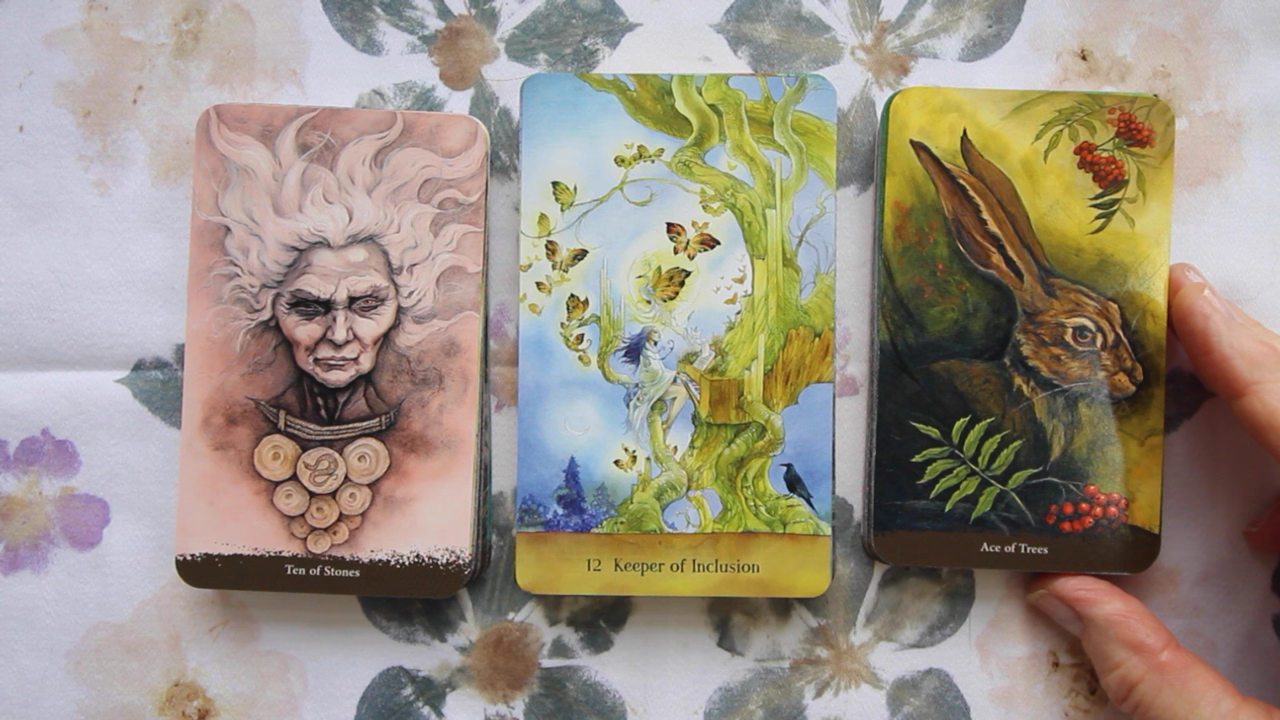 Ten of Stones
12 Keeper of Inclusion
Ace of Trees